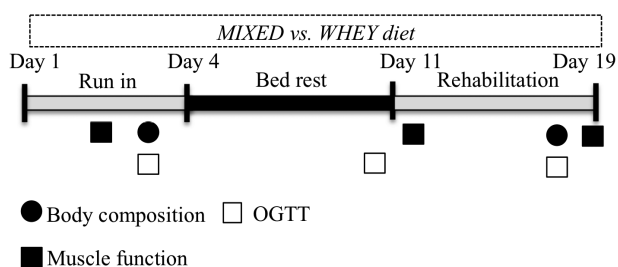 MIXED vs. WHEY diet
Day 1 Day 4 Day 11 Day 19
Run in Bed rest Rehabilitation
Body composition OGTT
Muscle function